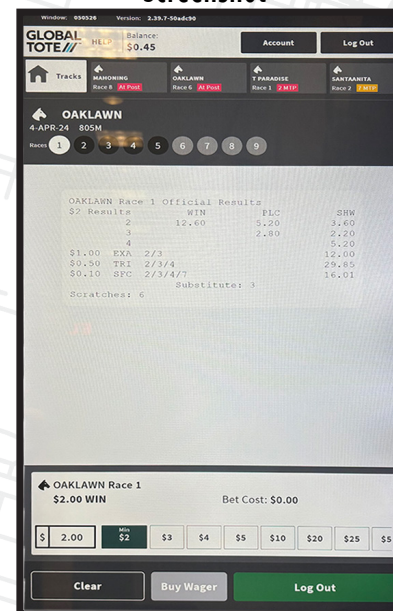 Screenshot
Window: 050526 Version: 2.39.7-50adc90
GLOBAL TOTE
HELP
Balance:
$0.45
Account
Log Out
Tracks
MAHONING
Race 8 At Post
OAKLAWN
Race 6 At Post
T PARADISE
Race 1 2 MTP
SANTAANITA
Race 2 7 MTP
OAKLAWN
4-APR-24 805M
Races 1 2 3 4 5 6 7 8 9
OAKLAWN Race 1 Official Results
$2 Results WIN PLC SHW
2 12.60 5.20 3.60
3 2.80 2.20
4 5.20
$1.00 EXA 2/3 12.00
$0.50 TRI 2/3/4 29.85
$0.10 SFC 2/3/4/7 16.01
Substitute: 3
Scratches: 6
OAKLAWN Race 1
$2.00 WIN Bet Cost: $0.00
$ 2.00 Min $2 $3 $4 $5 $10 $20 $25 $5
Clear Buy Wager Log Out